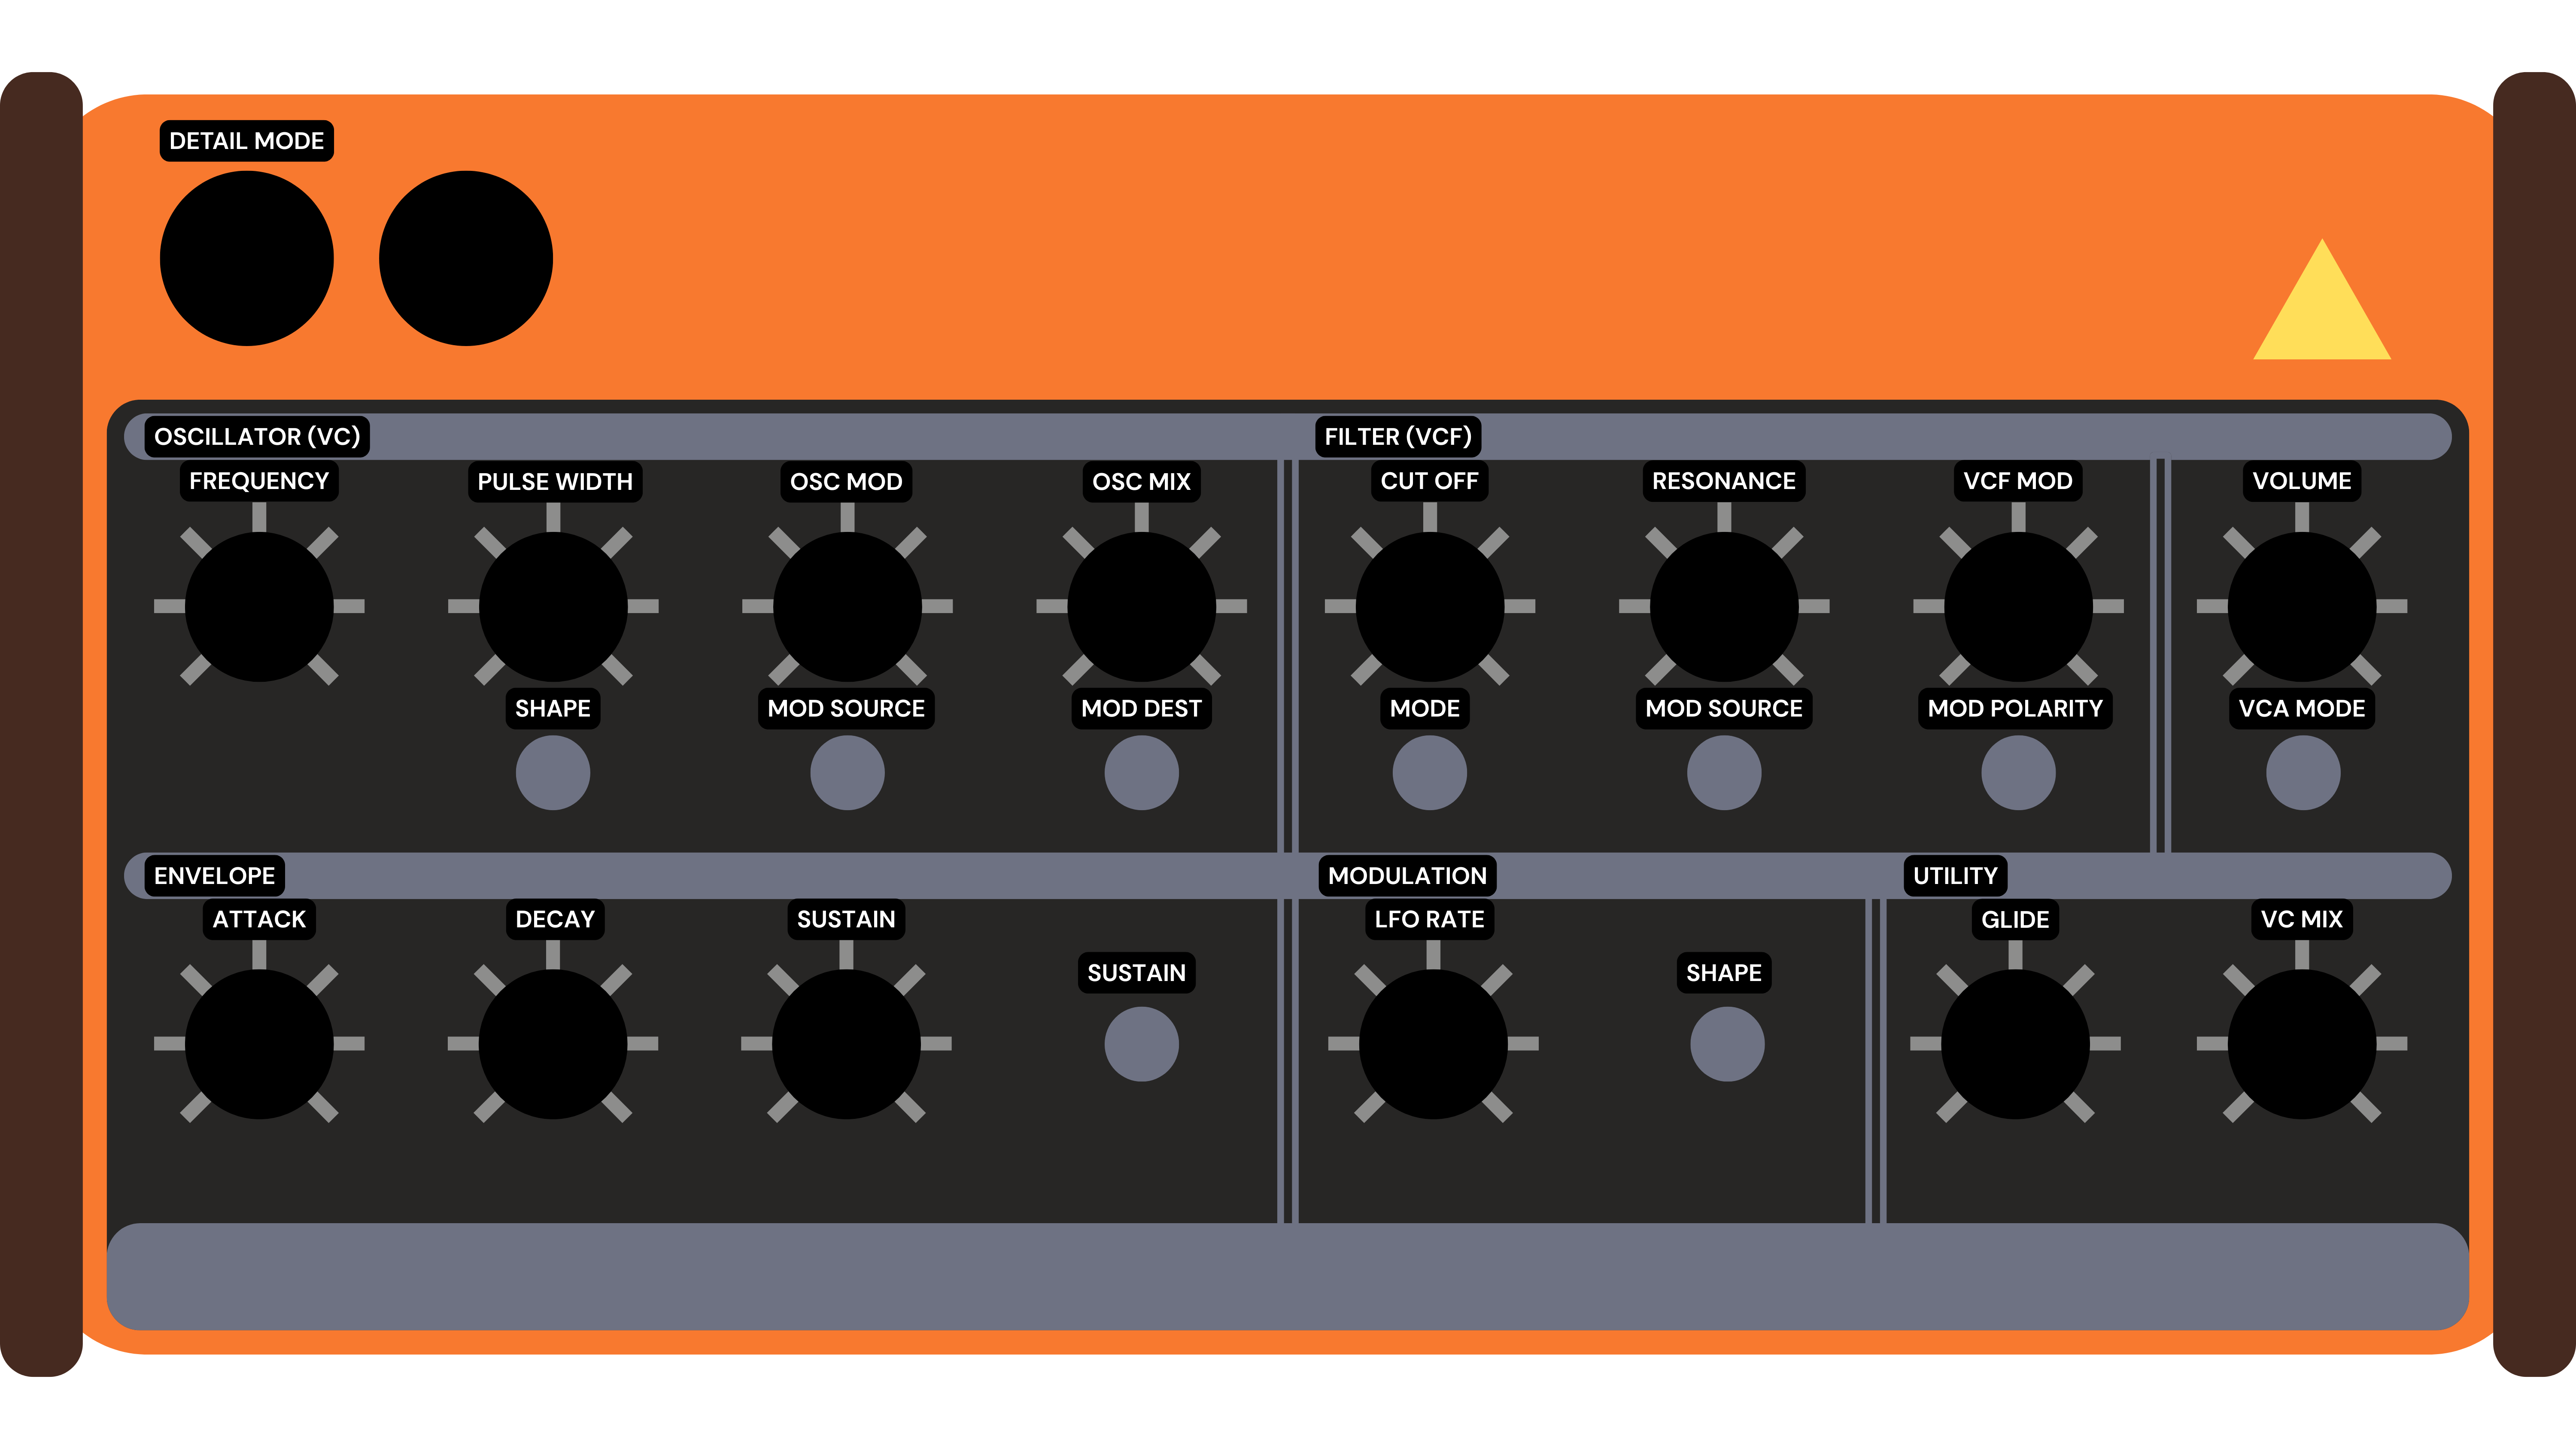 DETAIL MODE
OSCILLATOR (VC)
FILTER (VCF)
FREQUENCY
PULSE WIDTH
OSC MOD
OSC MIX
CUT OFF
RESONANCE
VCF MOD
VOLUME
SHAPE
MOD SOURCE
MOD DEST
MODE
MOD SOURCE
MOD POLARITY
VCA MODE
ENVELOPE
MODULATION
UTILITY
ATTACK
DECAY
SUSTAIN
SUSTAIN
LFO RATE
SHAPE
GLIDE
VC MIX